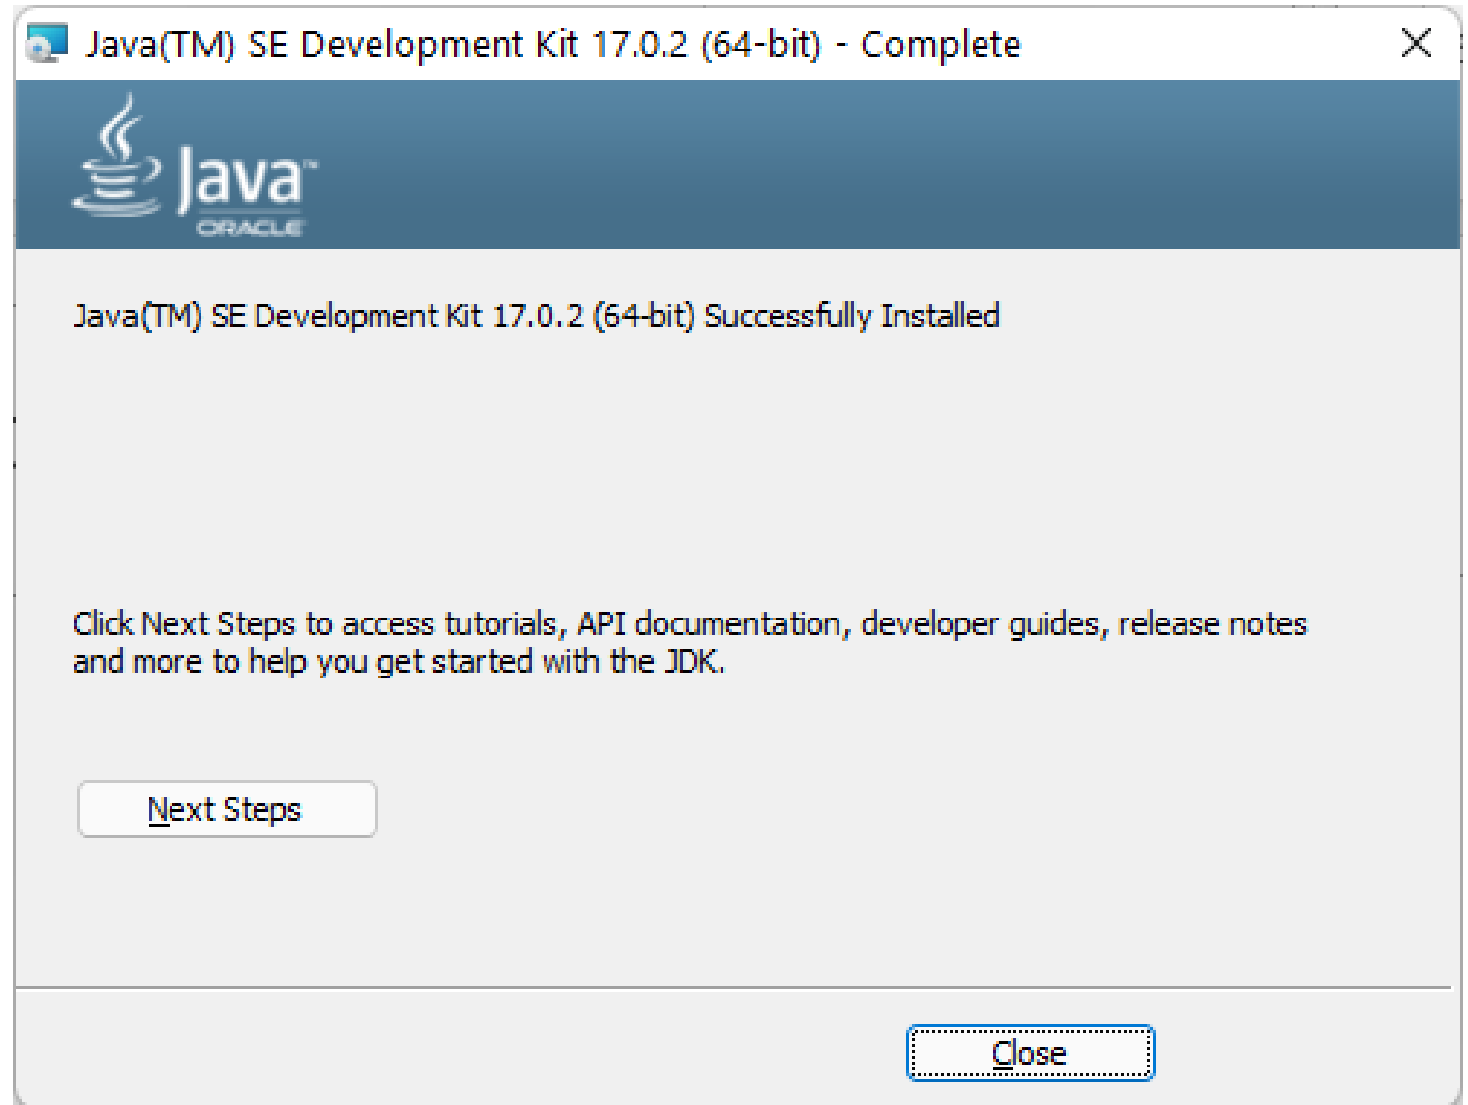 Java(TM) SE Development Kit 17.0.2 (64-bit) - Complete
Java™
ORACLE
Java(TM) SE Development Kit 17.0.2 (64-bit) Successfully Installed
Click Next Steps to access tutorials, API documentation, developer guides, release notes
and more to help you get started with the JDK.
Next Steps
Close